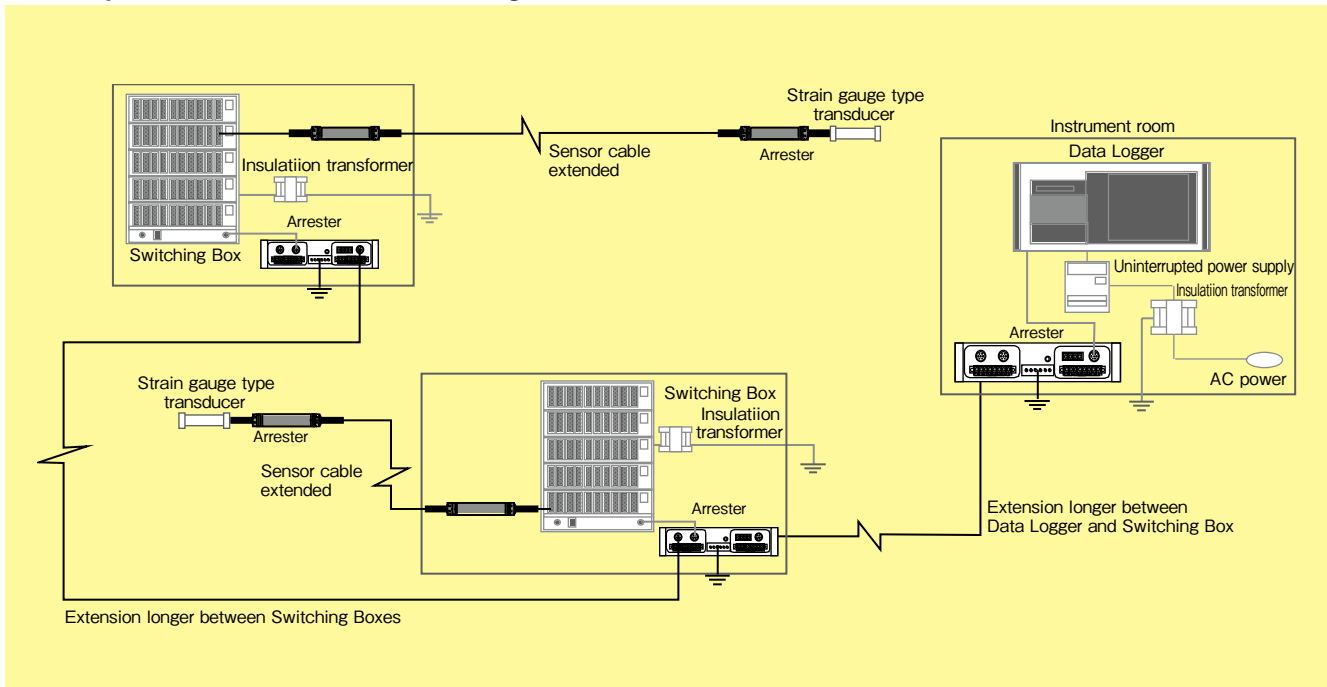 Strain gauge type
transducer
Arrester
Sensor cable
extended
Insulatiion transformer
Arrester
Switching Box
Instrument room
Data Logger
Uninterrupted power supply
Insulatiion transformer
Arrester
AC power
Strain gauge type
transducer
Arrester
Sensor cable
extended
Switching Box
Insulatiion
transformer
Arrester
Extension longer between
Data Logger and Switching Box
Extension longer between Switching Boxes